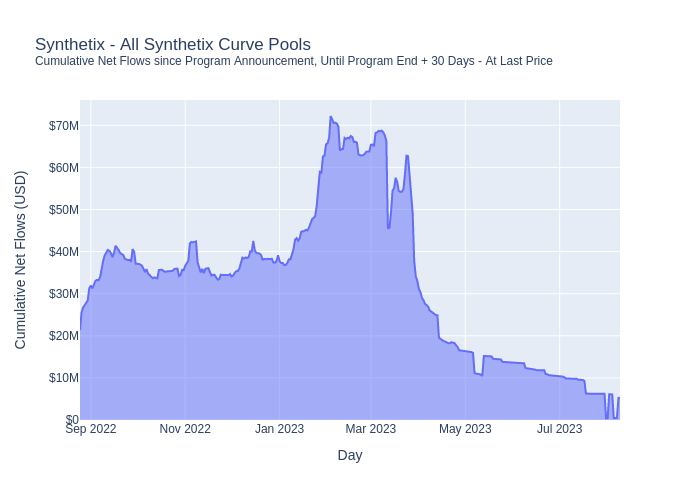 Synthetix - All Synthetix Curve Pools
Cumulative Net Flows since Program Announcement, Until Program End + 30 Days - At Last Price
$70M
$60M
$50M
$40M
$30M
$20M
$10M
$0
Cumulative Net Flows (USD)
Sep 2022 Nov 2022 Jan 2023 Mar 2023 May 2023 Jul 2023
Day